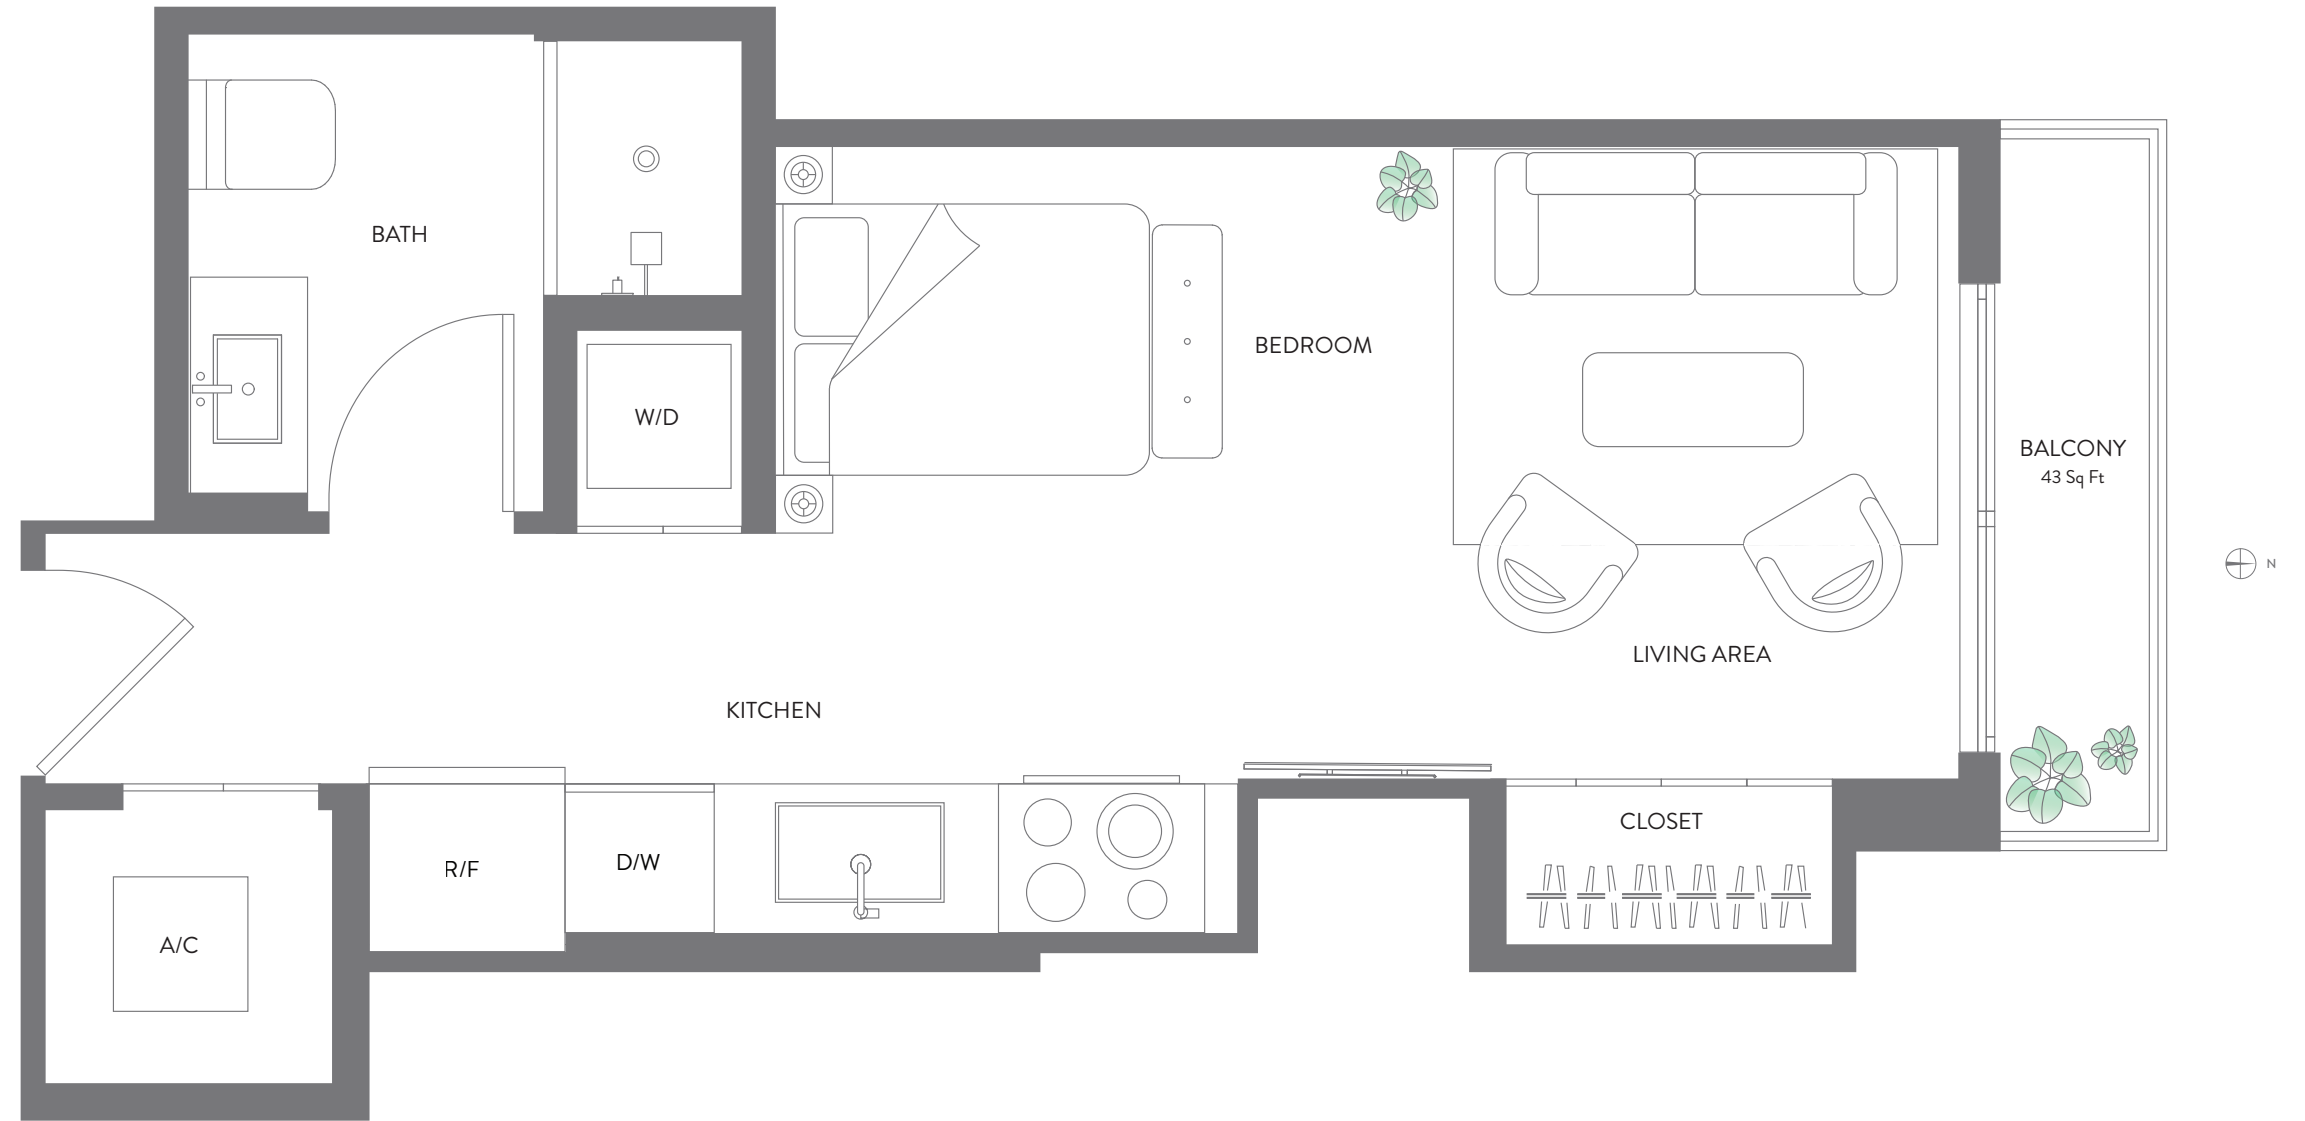 BATH
W/D
BEDROOM
BALCONY
43 Sq Ft
N
LIVING AREA
KITCHEN
CLOSET
R/F
D/W
A/C